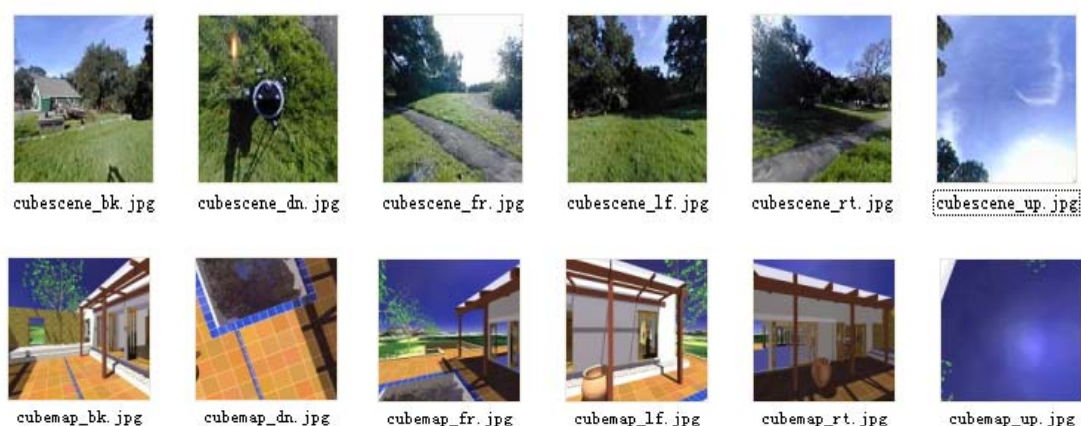 cubescene_bk.jpg
cubescene_dn.jpg
cubescene_fr.jpg
cubescene_lf.jpg
cubescene_rt.jpg
cubescene_up.jpg
cubemap_bk.jpg
cubemap_dn.jpg
cubemap_fr.jpg
cubemap_lf.jpg
cubemap_rt.jpg
cubemap_up.jpg